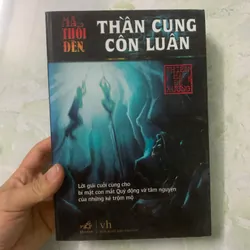 MA
THỔI
ĐÈN
THẦN CUNG
CÔN LUÂN
Lời giải cuối cùng cho
bí mật con mắt Quỷ động và tâm nguyện
của những kẻ trộm mộ
vh